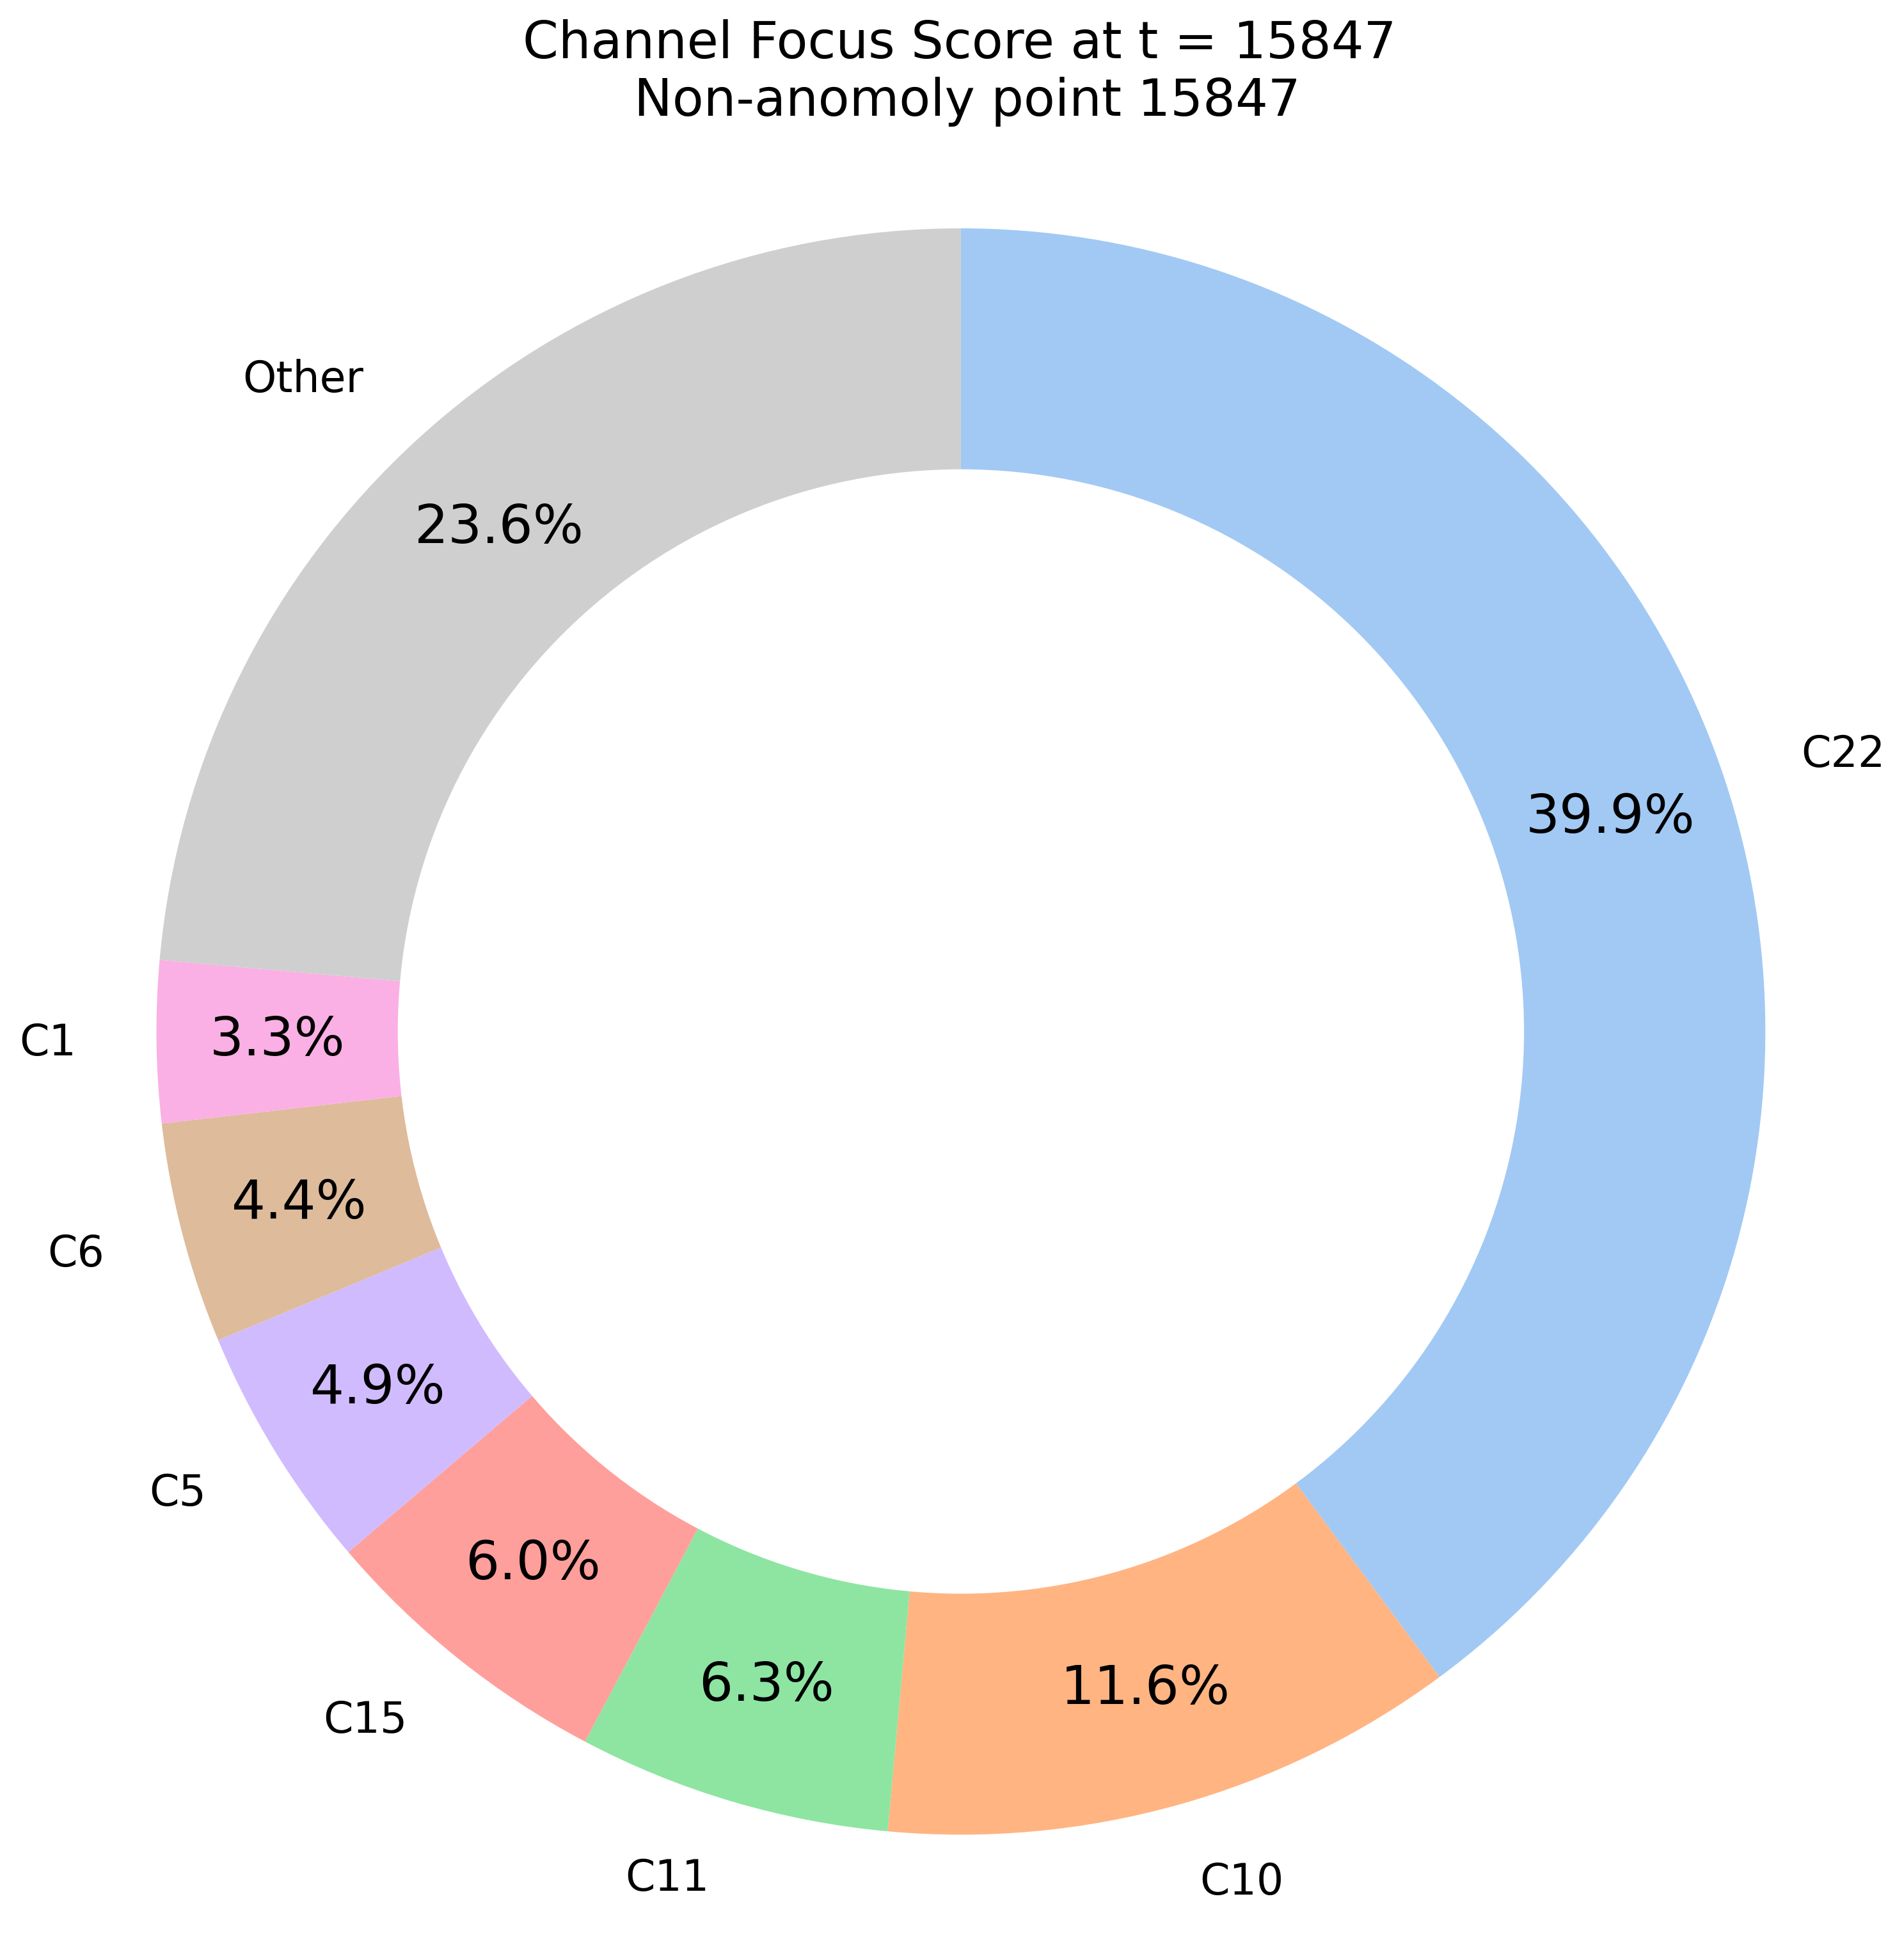 Channel Focus Score at t = 15847
Non-anomoly point 15847
Other
23.6%
C22
39.9%
C1
3.3%
C6
4.4%
C5
4.9%
C15
6.0%
C11
6.3%
C10
11.6%